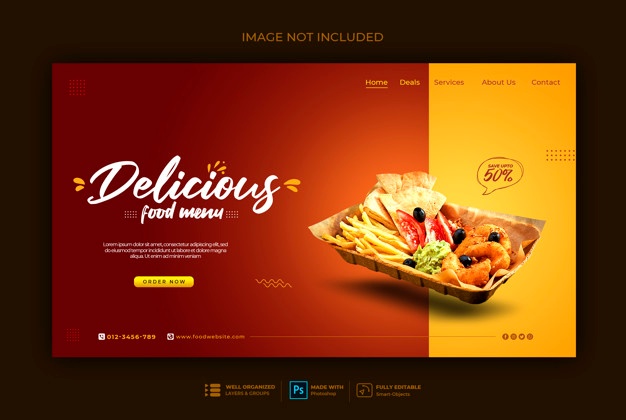 IMAGE NOT INCLUDED
Home Deals Services About Us Contact
SAVE UPTO
50%
Delicious
food menu
Lorem ipsum dolor sit amet, consectetur adipiscing elit, sed do eiusmod tempor incididunt ut labore et dolore magna aliqua. Ut enim ad minim veniam
ORDER NOW
012-3456-789 www.foodwebsite.com
WELL ORGANIZED
LAYERS & GROUPS
Ps
MADE WITH
Photoshop
FULLY EDITABLE
Smart Objects